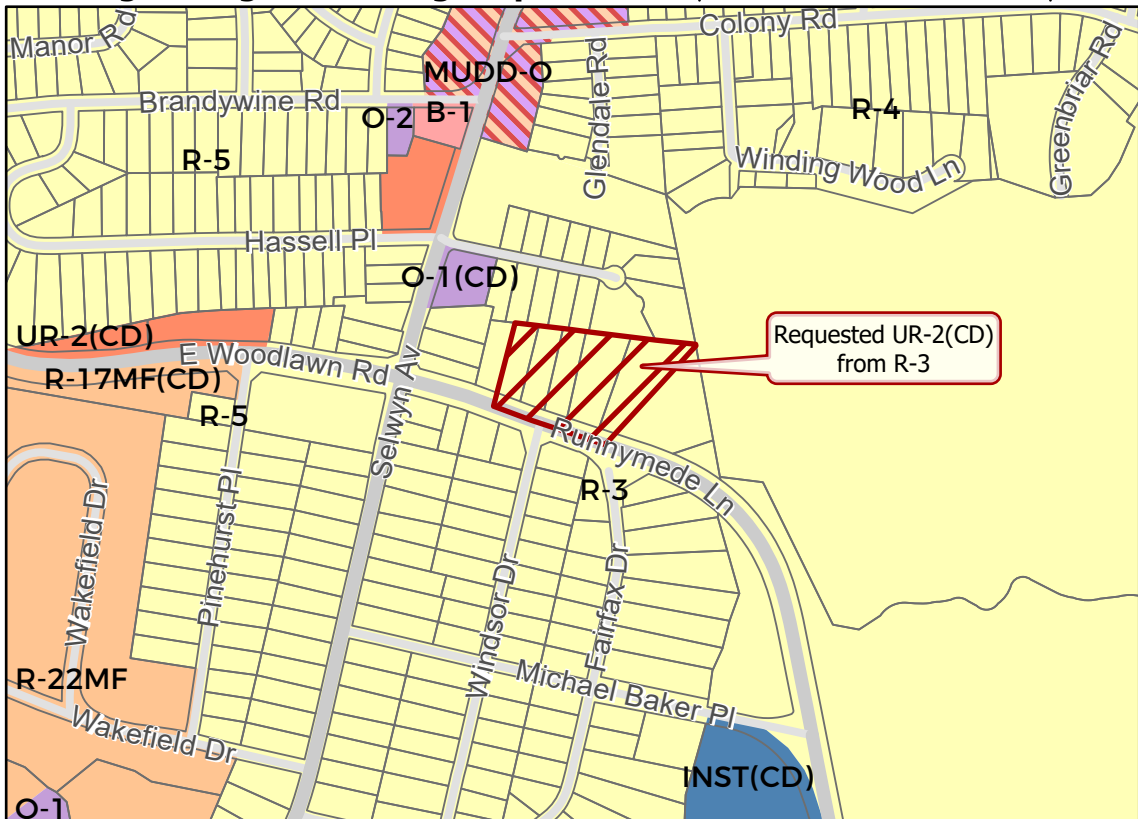 Manor Rd
Colony Rd
MUDD-O
Glendale Rd
Greenbriar Rd
Brandywine Rd
O-2
B-1
R-4
R-5
Winding Wood Ln
Hassell Pl
O-1(CD)
UR-2(CD)
E Woodlawn Rd
Requested UR-2(CD)
from R-3
R-17MF(CD)
R-5
Selwyn Av
Runnymede Ln
R-3
Wakefield Dr
Pinehurst Pl
Windsor Dr
Fairfax Dr
R-22MF
Michael Baker Pl
Wakefield Dr
INST(CD)
O-1